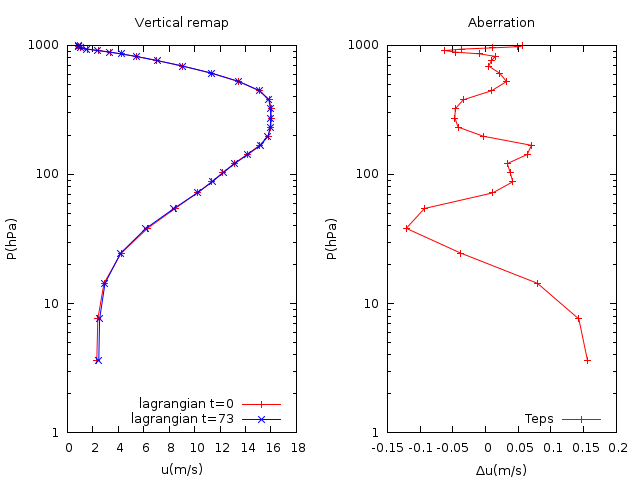 Vertical remap
1000
100
10
1
P(hPa)
lagrangian t=0
lagrangian t=73
0 2 4 6 8 10 12 14 16 18
u(m/s)
Aberration
1000
100
10
1
P(hPa)
Teps
-0.15 -0.1 -0.05 0 0.05 0.1 0.15 0.2
Δu(m/s)